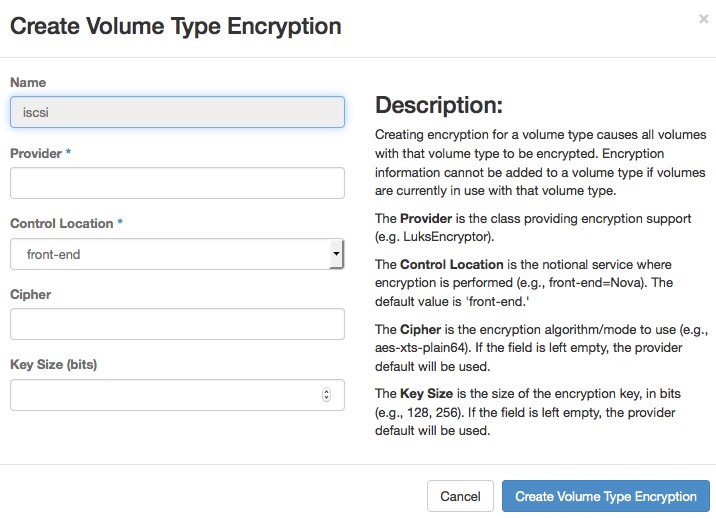 Create Volume Type Encryption
×
Name
iscsi
Provider *
Control Location *
front-end
Cipher
Key Size (bits)
Description:
Creating encryption for a volume type causes all volumes
with that volume type to be encrypted. Encryption
information cannot be added to a volume type if volumes
are currently in use with that volume type.
The Provider is the class providing encryption support
(e.g. LuksEncryptor).
The Control Location is the notional service where
encryption is performed (e.g., front-end=Nova). The
default value is 'front-end.'
The Cipher is the encryption algorithm/mode to use (e.g.,
aes-xts-plain64). If the field is left empty, the provider
default will be used.
The Key Size is the size of the encryption key, in bits
(e.g., 128, 256). If the field is left empty, the provider
default will be used.
Cancel
Create Volume Type Encryption